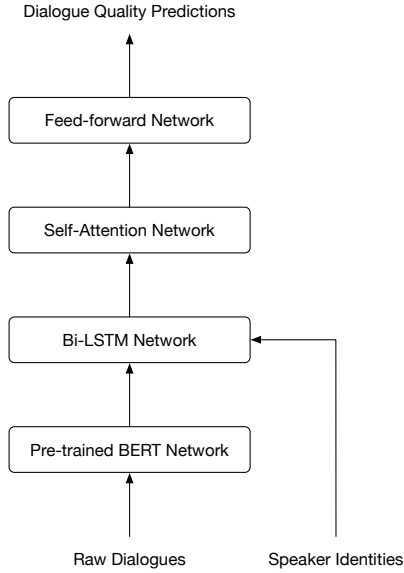 Dialogue Quality Predictions
Feed-forward Network
Self-Attention Network
Bi-LSTM Network
Pre-trained BERT Network
Raw Dialogues
Speaker Identities